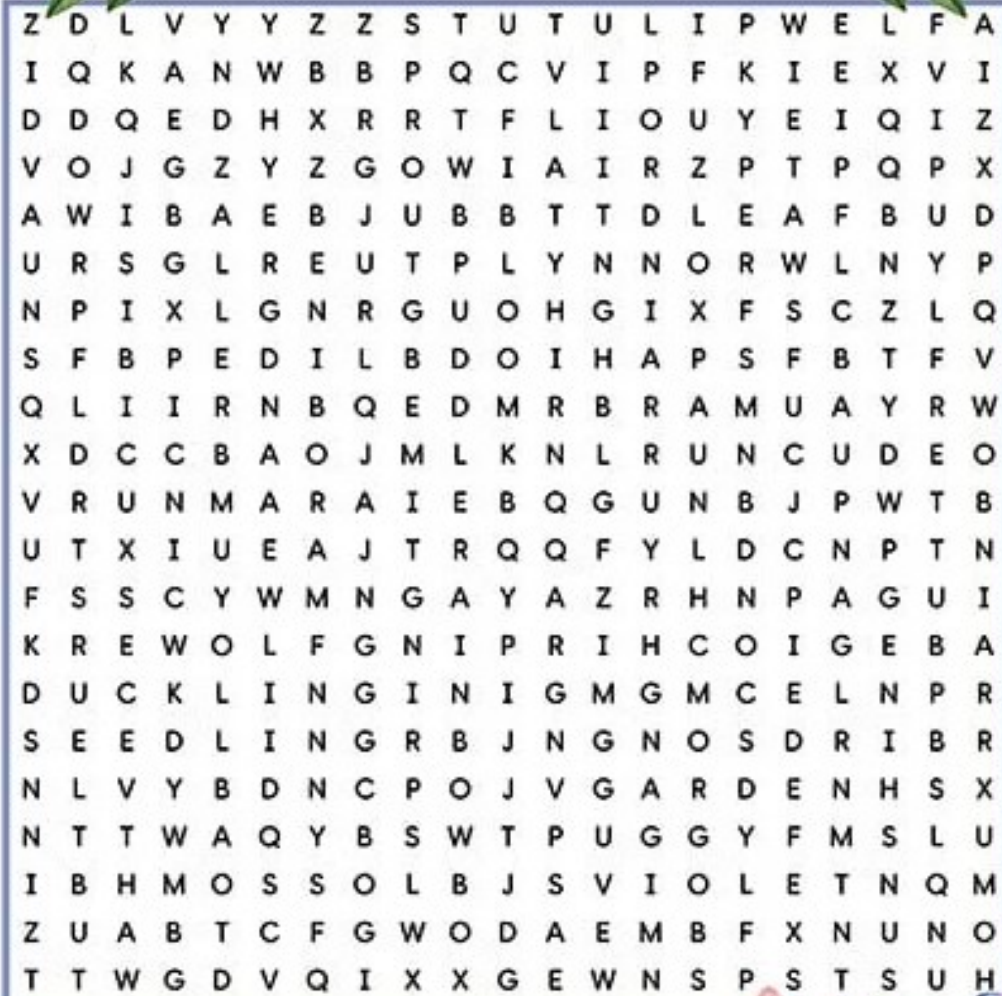 Z D L V Y Y Z Z S T U T U L I P W E L F A
I Q K A N W B B P Q C V I P F K I E X V I
D D Q E D H X R R T F L I O U Y E I Q I Z
V O J G Z Y Z G O W I A I R Z P T P Q P X
A W I B A E B J U B B T T D L E A F B U D
U R S G L R E U T P L Y N N O R W L N Y P
N P I X L G N R G U O H G I X F S C Z L Q
S F B P E D I L B D O I H A P S F B T F V
Q L I I R N B Q E D M R B R A M U A Y R W
X D C C B A O J M L K N L R U N C U D E O
V R U N M A R A I E B Q G U N B J P W T B
U T X I U E A J T R Q Q F Y L D C N P T N
F S S C Y W M N G A Y A Z R H N P A G U I
K R E W O L F G N I P R I H C O I G E B A
D U C K L I N G I N I G M G M C E L N P R
S E E D L I N G R B J N G N O S D R I B R
N L V Y B D N C P O J V G A R D E N H S X
N T T W A Q Y B S W T P U G G Y F M S L U
I B H M O S S O L B J S V I O L E T N Q M
Z U A B T C F G W O D A E M B F X N U N O
T T W G D V Q I X X G E W N S P S T S U H